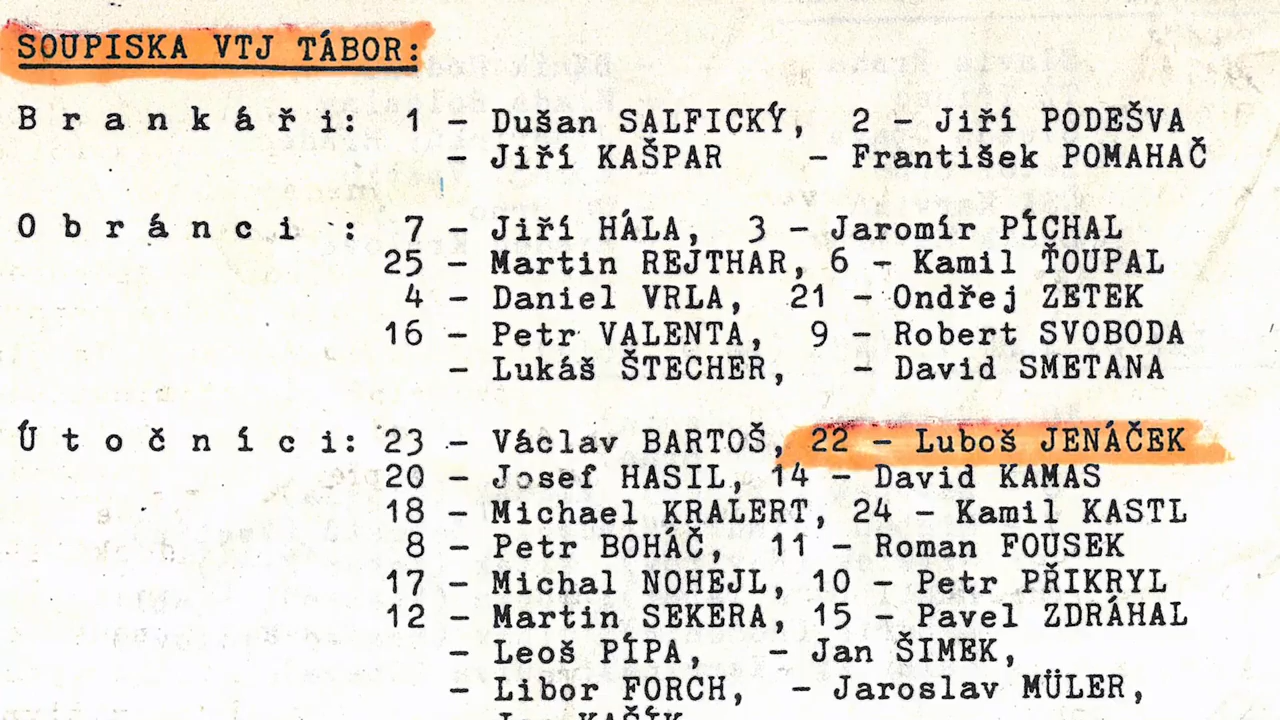 SOUPISKA VTJ TÁBOR:
B r a n k á ř i: 1 - Dušan SALFICKÝ, 2 - Jiří PODEŠVA
- Jiří KAŠPAR - František POMAHAČ
O b r á n c i : 7 - Jiří HÁLA, 3 - Jaromír PÍCHAL
25 - Martin REJTHAR, 6 - Kamil ŤOUPAL
4 - Daniel VRLA, 21 - Ondřej ZETEK
16 - Petr VALENTA, 9 - Robert SVOBODA
- Lukáš ŠTECHER, - David SMETANA
Ú t o č n í c i: 23 - Václav BARTOŠ, 22 - Luboš JENÁČEK
20 - Josef HASIL, 14 - David KAMAS
18 - Michael KRALERT, 24 - Kamil KASTL
8 - Petr BOHÁČ, 11 - Roman FOUSEK
17 - Michal NOHEJL, 10 - Petr PŘIKRYL
12 - Martin SEKERA, 15 - Pavel ZDRÁHAL
- Leoš PÍPA, - Jan ŠIMEK,
- Libor FORCH, - Jaroslav MÜLER,